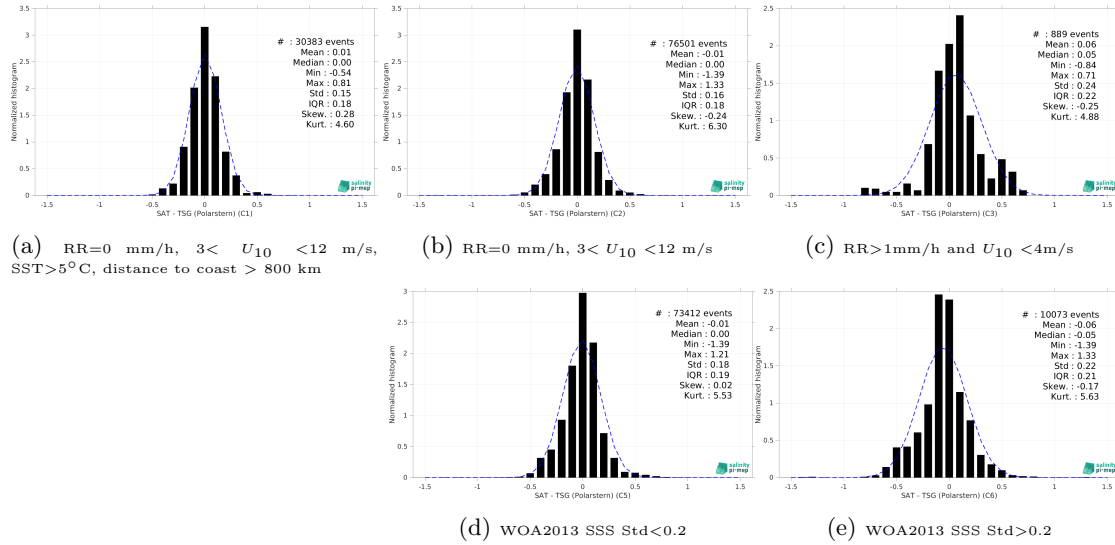 Normalized histogram
3.5
3
2.5
2
1.5
1
0.5
0
# : 30383 events
Mean : 0.01
Median : 0.00
Min : -0.54
Max : 0.81
Std : 0.15
IQR : 0.18
Skew. : 0.28
Kurt. : 4.60
salinity
pi-mep
-1.5 -1 -0.5 0 0.5 1 1.5
SAT - TSG (Polarstern) (C1)
(a) RR=0 mm/h, 3< U10 <12 m/s,
SST>5°C, distance to coast > 800 km
Normalized histogram
3.5
3
2.5
2
1.5
1
0.5
0
# : 76501 events
Mean : -0.01
Median : 0.00
Min : -1.39
Max : 1.33
Std : 0.16
IQR : 0.18
Skew. : -0.24
Kurt. : 6.30
salinity
pi-mep
-1.5 -1 -0.5 0 0.5 1 1.5
SAT - TSG (Polarstern) (C2)
(b) RR=0 mm/h, 3< U10 <12 m/s
Normalized histogram
2.5
2
1.5
1
0.5
0
# : 889 events
Mean : 0.06
Median : 0.05
Min : -0.84
Max : 0.71
Std : 0.24
IQR : 0.22
Skew. : -0.25
Kurt. : 4.88
salinity
pi-mep
-1.5 -1 -0.5 0 0.5 1 1.5
SAT - TSG (Polarstern) (C3)
(c) RR>1mm/h and U10 <4m/s
Normalized histogram
3
2.5
2
1.5
1
0.5
0
# : 73412 events
Mean : -0.01
Median : 0.00
Min : -1.39
Max : 1.21
Std : 0.18
IQR : 0.19
Skew. : 0.02
Kurt. : 5.53
salinity
pi-mep
-1.5 -1 -0.5 0 0.5 1 1.5
SAT - TSG (Polarstern) (C5)
(d) WOA2013 SSS Std<0.2
Normalized histogram
2.5
2
1.5
1
0.5
0
# : 10073 events
Mean : -0.06
Median : -0.05
Min : -1.39
Max : 1.33
Std : 0.22
IQR : 0.21
Skew. : -0.17
Kurt. : 5.63
salinity
pi-mep
-1.5 -1 -0.5 0 0.5 1 1.5
SAT - TSG (Polarstern) (C6)
(e) WOA2013 SSS Std>0.2